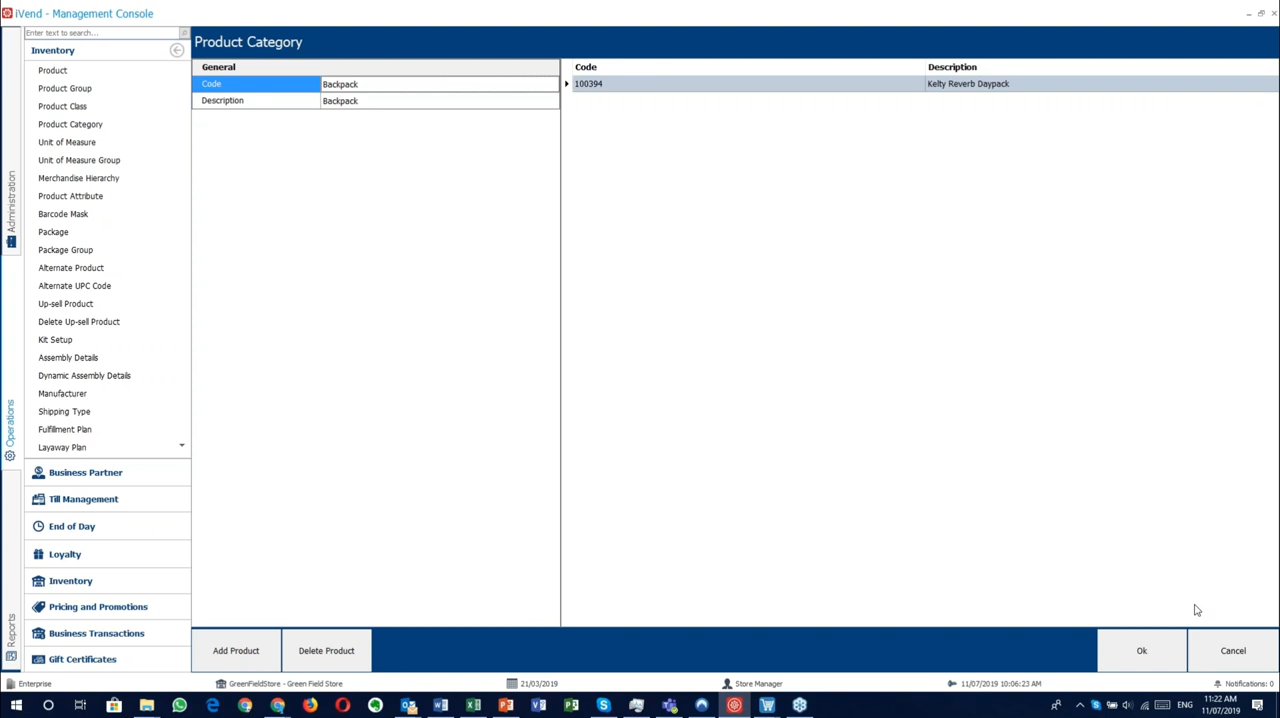 iVend - Management Console
Enter text to search...
Inventory
Product
Product Group
Product Class
Product Category
Unit of Measure
Unit of Measure Group
Merchandise Hierarchy
Product Attribute
Barcode Mask
Package
Package Group
Alternate Product
Alternate UPC Code
Up-sell Product
Delete Up-sell Product
Kit Setup
Assembly Details
Dynamic Assembly Details
Manufacturer
Shipping Type
Fulfillment Plan
Layaway Plan
Business Partner
Till Management
End of Day
Loyalty
Inventory
Pricing and Promotions
Business Transactions
Gift Certificates
Administration
Operations
Reports
Product Category
General
Code Backpack
Description Backpack
Code Description
100394 Kelty Reverb Daypack
Add Product Delete Product Ok Cancel
Enterprise GreenFieldStore - Green Field Store 21/03/2019 Store Manager 11/07/2019 10:06:23 AM Notifications: 0
ENG 11:22 AM
11/07/2019